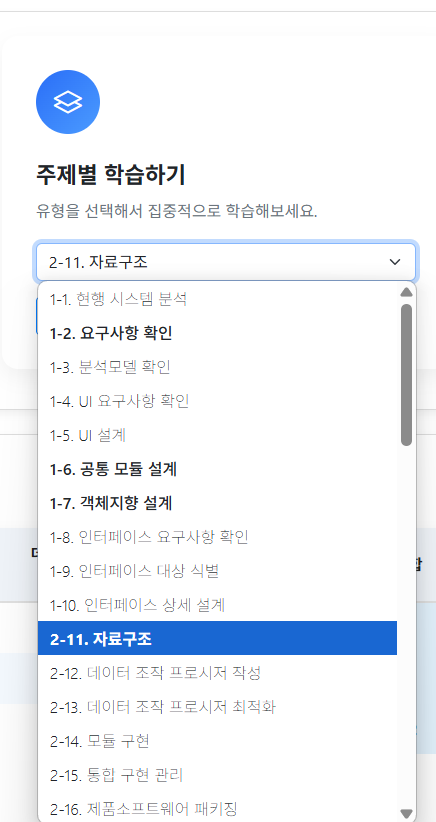 주제별 학습하기
유형을 선택해서 집중적으로 학습해보세요.
2-11. 자료구조
1-1. 현행 시스템 분석
1-2. 요구사항 확인
1-3. 분석모델 확인
1-4. UI 요구사항 확인
1-5. UI 설계
1-6. 공통 모듈 설계
1-7. 객체지향 설계
1-8. 인터페이스 요구사항 확인
1-9. 인터페이스 대상 식별
1-10. 인터페이스 상세 설계
2-11. 자료구조
2-12. 데이터 조작 프로시저 작성
2-13. 데이터 조작 프로시저 최적화
2-14. 모듈 구현
2-15. 통합 구현 관리
2-16. 제품소프트웨어 패키징